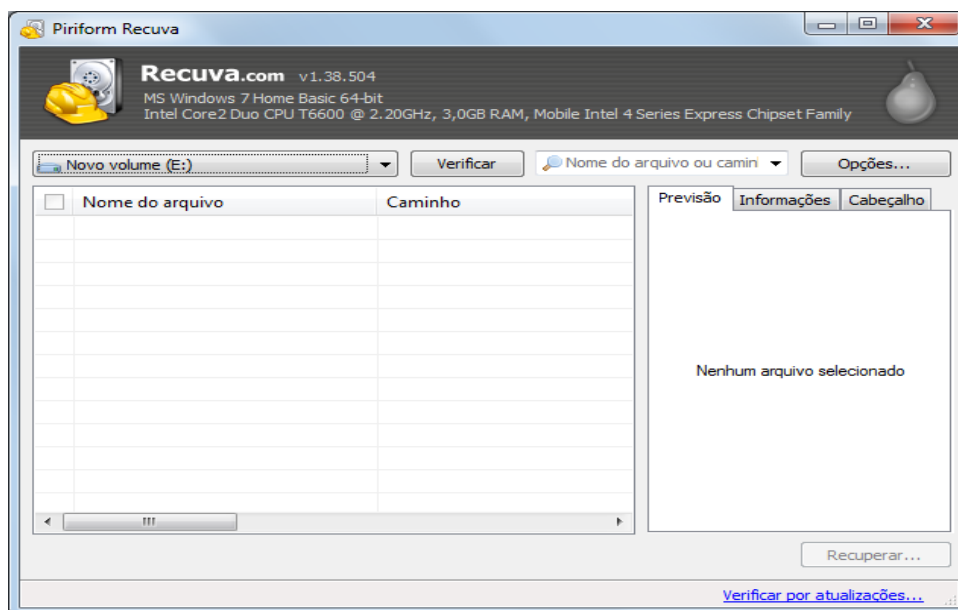 Piriform Recuva
Recuva.com v1.38.504
MS Windows 7 Home Basic 64-bit
Intel Core2 Duo CPU T6600 @ 2.20GHz, 3,0GB RAM, Mobile Intel 4 Series Express Chipset Family
Novo volume (E:) Verificar Nome do arquivo ou camin Opções...
Nome do arquivo Caminho Previsão Informações Cabeçalho
Nenhum arquivo selecionado
Recuperar...
Verificar por atualizações...